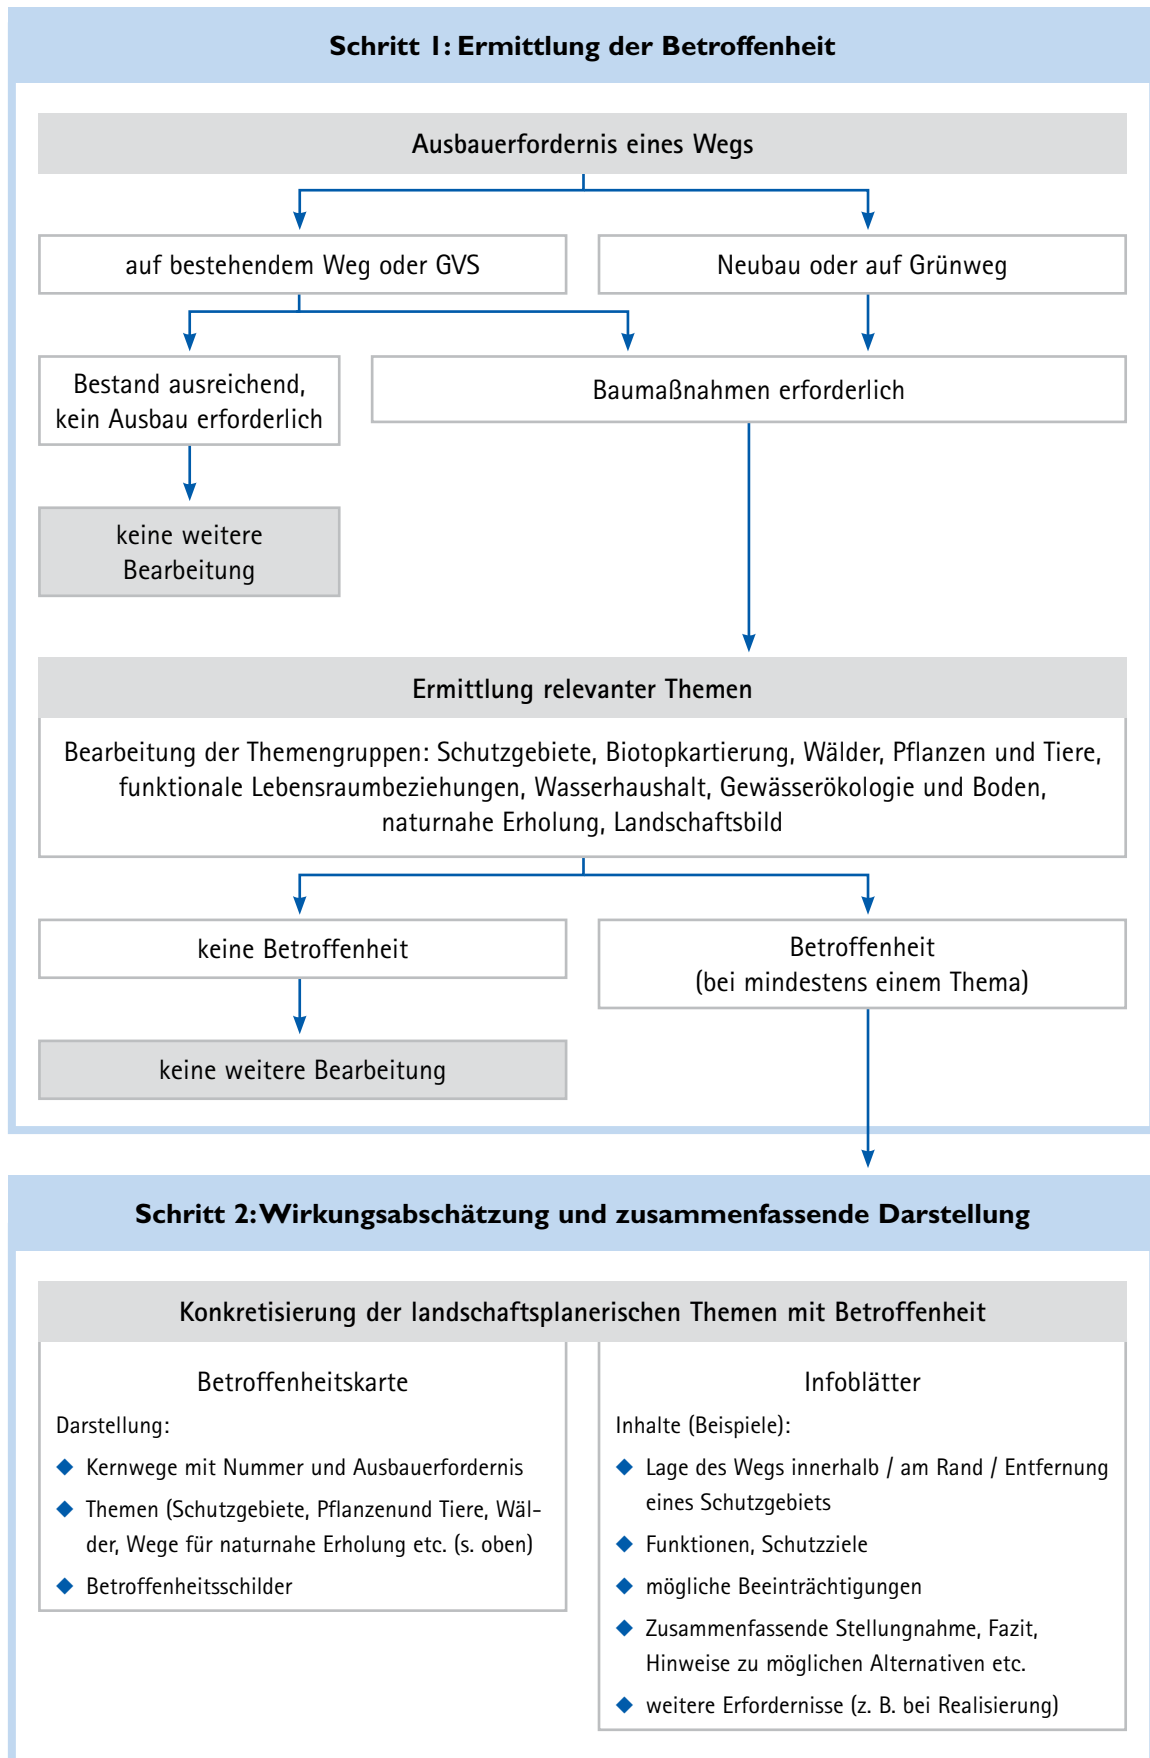 Schritt 1: Ermittlung der Betroffenheit
Ausbauerfordernis eines Wegs
auf bestehendem Weg oder GVS
Neubau oder auf Grünweg
Bestand ausreichend,
kein Ausbau erforderlich
Baumaßnahmen erforderlich
keine weitere
Bearbeitung
Ermittlung relevanter Themen
Bearbeitung der Themengruppen: Schutzgebiete, Biotopkartierung, Wälder, Pflanzen und Tiere,
funktionale Lebensraumbeziehungen, Wasserhaushalt, Gewässerökologie und Boden,
naturnahe Erholung, Landschaftsbild
keine Betroffenheit
Betroffenheit
(bei mindestens einem Thema)
keine weitere Bearbeitung
Schritt 2: Wirkungsabschätzung und zusammenfassende Darstellung
Konkretisierung der landschaftsplanerischen Themen mit Betroffenheit
Betroffenheitskarte
Darstellung:
◆ Kernwege mit Nummer und Ausbauerfordernis
◆ Themen (Schutzgebiete, Pflanzenund Tiere, Wäl-
der, Wege für naturnahe Erholung etc. (s. oben)
◆ Betroffenheitsschilder
Infoblätter
Inhalte (Beispiele):
◆ Lage des Wegs innerhalb / am Rand / Entfernung
eines Schutzgebiets
◆ Funktionen, Schutzziele
◆ mögliche Beeinträchtigungen
◆ Zusammenfassende Stellungnahme, Fazit,
Hinweise zu möglichen Alternativen etc.
◆ weitere Erfordernisse (z. B. bei Realisierung)